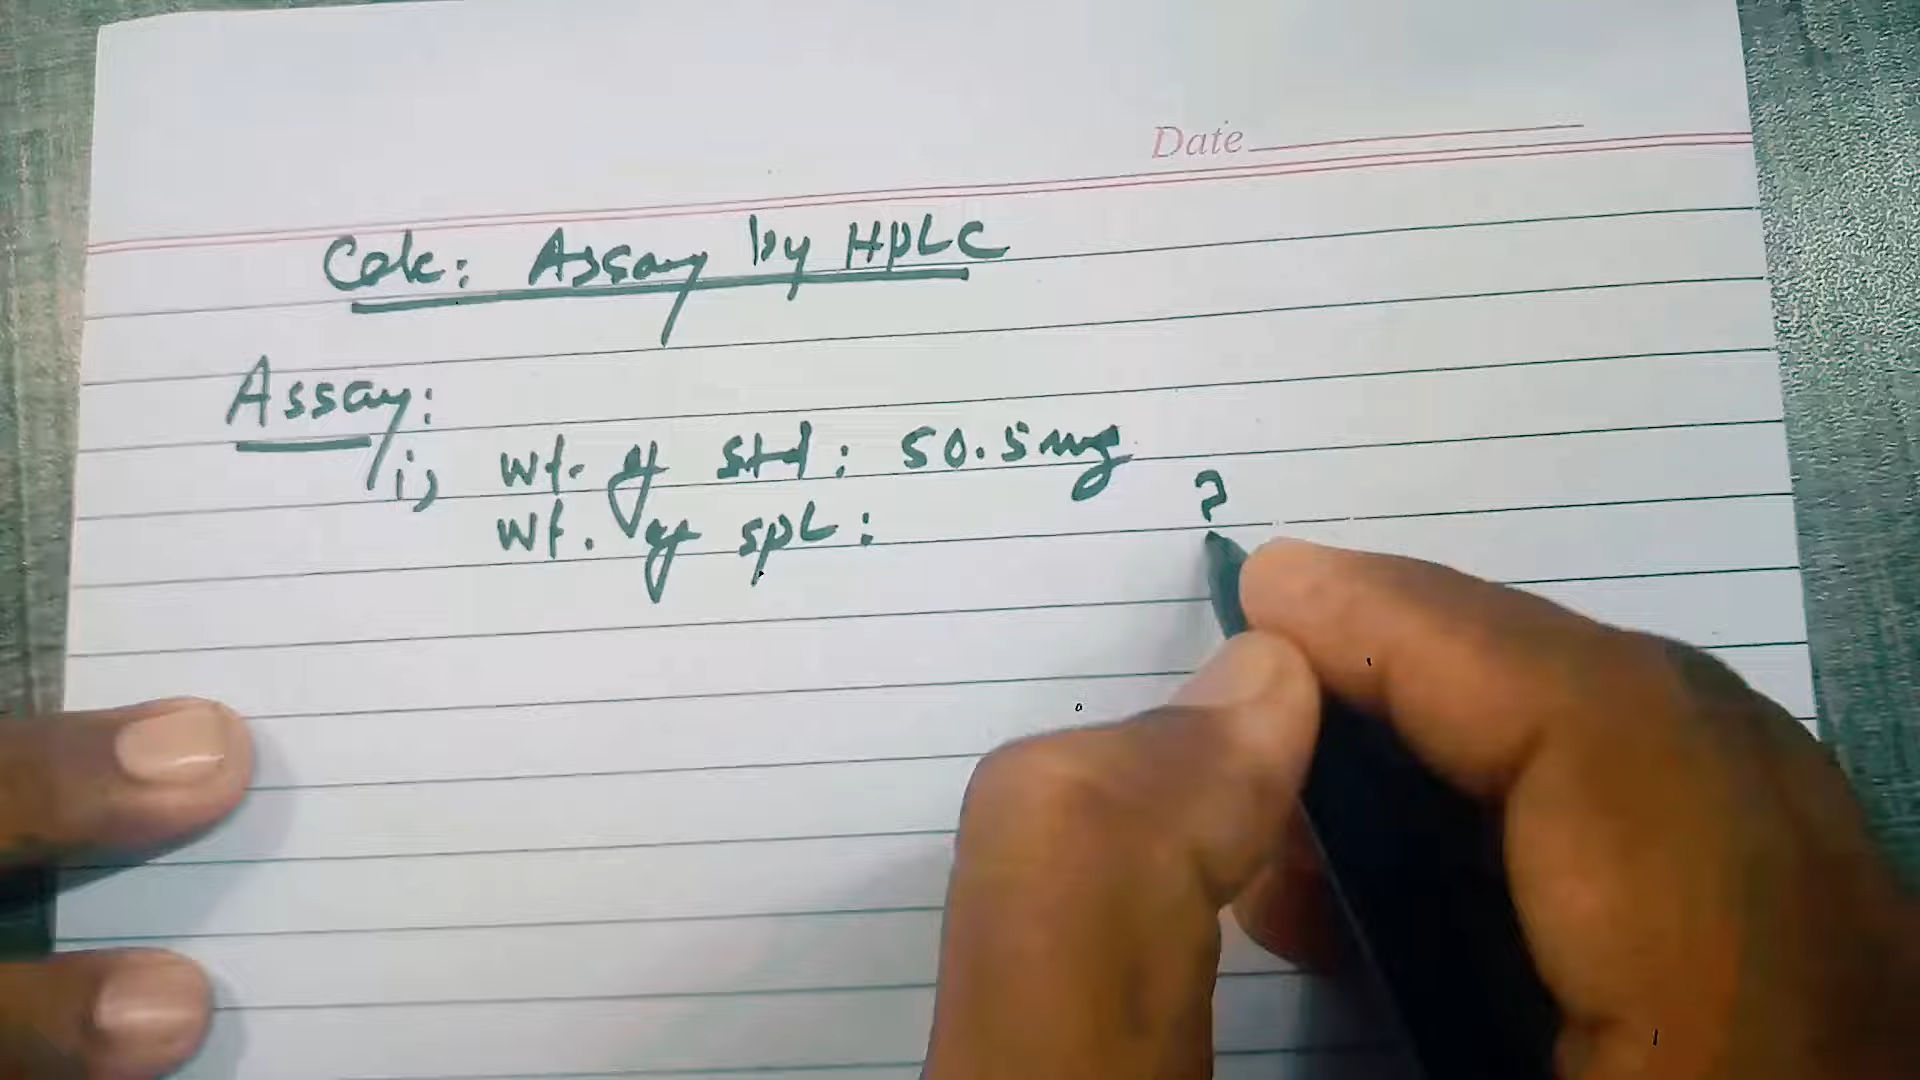 Date
Calc: Assay by HPLC
Assay:
i, Wt. of Std: 50.5mg
Wt. of spl: ?